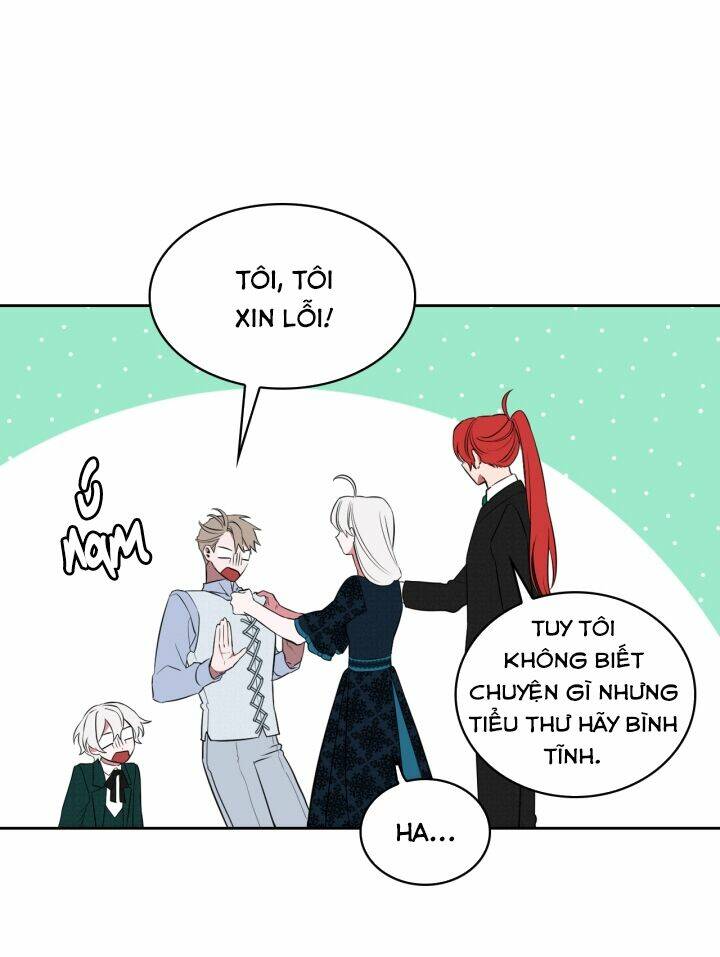 TÔI, TÔI
XIN LỖI!
Ú
NẠM
TUY TÔI
KHÔNG BIẾT
CHUYỆN GÌ NHƯNG
TIỂU THƯ HÃY BÌNH
TĨNH.
HA...